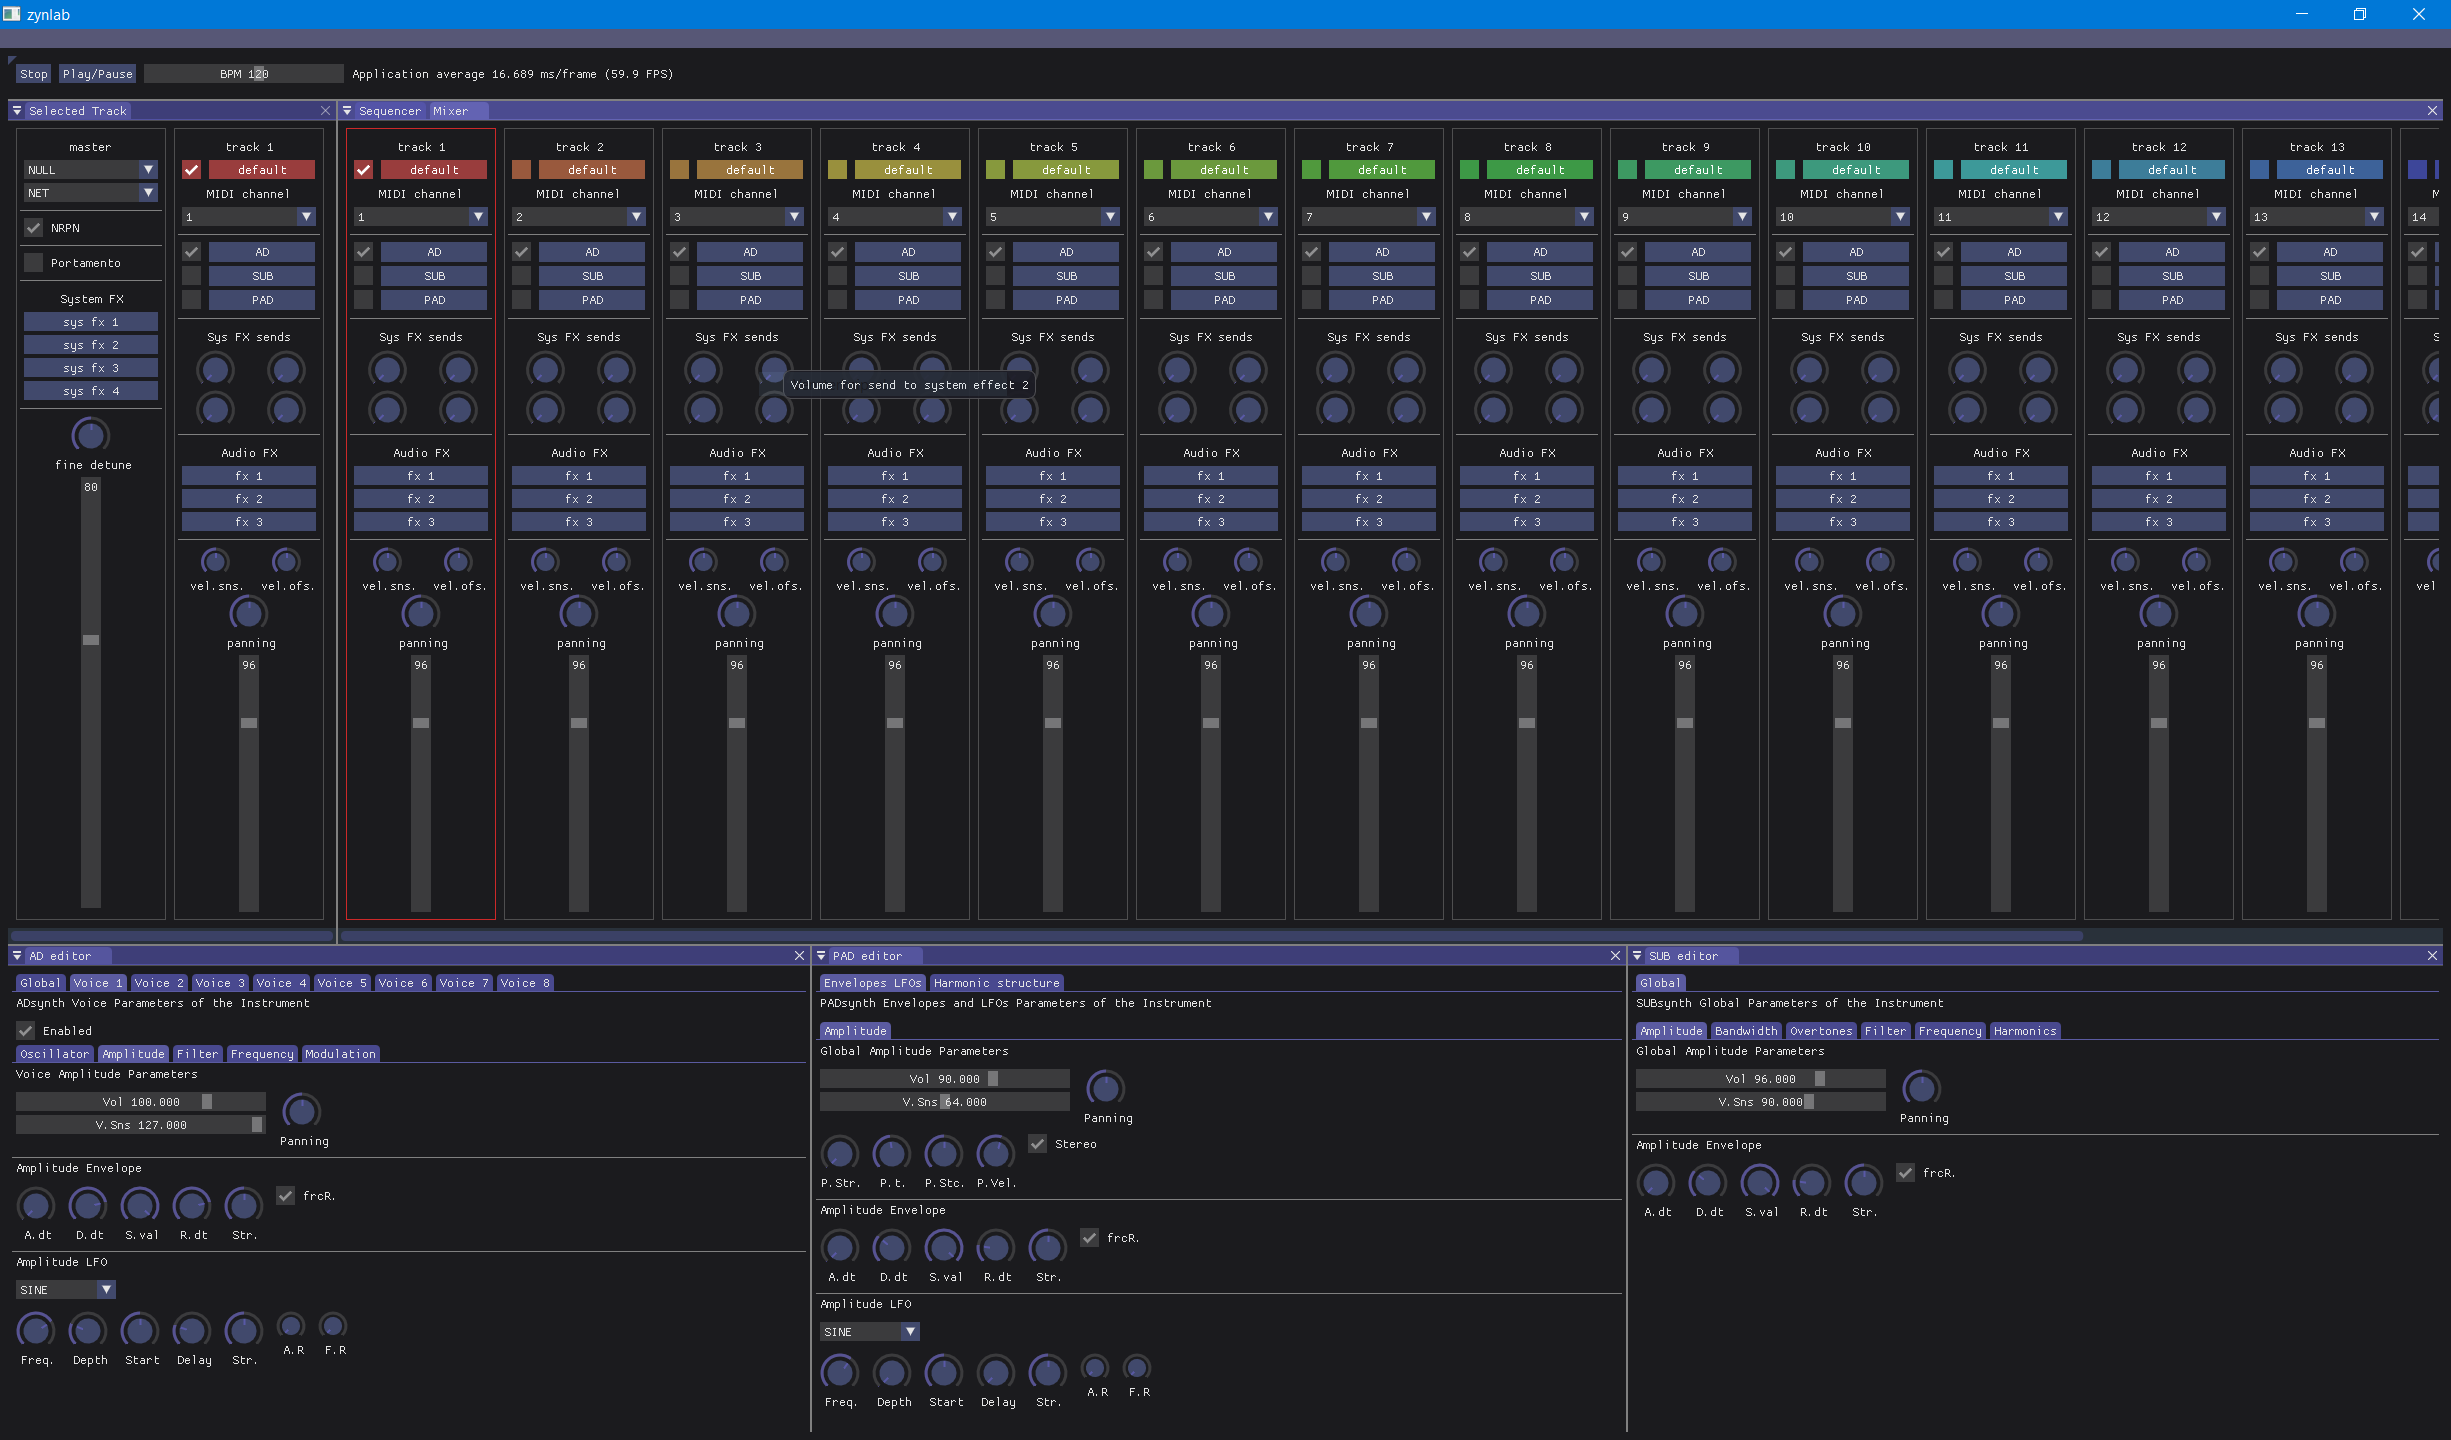 zynlab
Stop Play/Pause BPM 120 Application average 16.689 ms/frame (59.9 FPS)
Selected Track Sequencer Mixer
master track 1 track 1 track 2 track 3 track 4 track 5 track 6 track 7 track 8 track 9 track 10 track 11 track 12 track 13
NULL default default default default default default default default default default default default default default
NET MIDI channel MIDI channel MIDI channel MIDI channel MIDI channel MIDI channel MIDI channel MIDI channel MIDI channel MIDI channel MIDI channel MIDI channel MIDI channel MIDI channel M
1 1 2 3 4 5 6 7 8 9 10 11 12 13 14
NRPN
AD AD AD AD AD AD AD AD AD AD AD AD AD AD
Portamento SUB SUB SUB SUB SUB SUB SUB SUB SUB SUB SUB SUB SUB SUB
System FX PAD PAD PAD PAD PAD PAD PAD PAD PAD PAD PAD PAD PAD PAD
sys fx 1
sys fx 2 Sys FX sends Sys FX sends Sys FX sends Sys FX sends Sys FX sends Sys FX sends Sys FX sends Sys FX sends Sys FX sends Sys FX sends Sys FX sends Sys FX sends Sys FX sends Sys FX sends S
sys fx 3
sys fx 4 Volume for send to system effect 2
Audio FX Audio FX Audio FX Audio FX Audio FX Audio FX Audio FX Audio FX Audio FX Audio FX Audio FX Audio FX Audio FX Audio FX
fine detune
fx 1 fx 1 fx 1 fx 1 fx 1 fx 1 fx 1 fx 1 fx 1 fx 1 fx 1 fx 1 fx 1 fx 1
80
fx 2 fx 2 fx 2 fx 2 fx 2 fx 2 fx 2 fx 2 fx 2 fx 2 fx 2 fx 2 fx 2 fx 2
fx 3 fx 3 fx 3 fx 3 fx 3 fx 3 fx 3 fx 3 fx 3 fx 3 fx 3 fx 3 fx 3 fx 3
vel.sns. vel.ofs. vel.sns. vel.ofs. vel.sns. vel.ofs. vel.sns. vel.ofs. vel.sns. vel.ofs. vel.sns. vel.ofs. vel.sns. vel.ofs. vel.sns. vel.ofs. vel.sns. vel.ofs. vel.sns. vel.ofs. vel.sns. vel.ofs. vel.sns. vel.ofs. vel.sns. vel.ofs. vel.sns. vel.ofs. vel
panning panning panning panning panning panning panning panning panning panning panning panning panning panning
96 96 96 96 96 96 96 96 96 96 96 96 96 96
AD editor
Global Voice 1 Voice 2 Voice 3 Voice 4 Voice 5 Voice 6 Voice 7 Voice 8
ADsynth Voice Parameters of the Instrument
Enabled
Oscillator Amplitude Filter Frequency Modulation
Voice Amplitude Parameters
Vol 100.000
V.Sns 127.000
Panning
Amplitude Envelope
frcR.
A.dt D.dt S.val R.dt Str.
Amplitude LFO
SINE
Freq. Depth Start Delay Str. A.R F.R
PAD editor
Envelopes LFOs Harmonic structure
PADsynth Envelopes and LFOs Parameters of the Instrument
Amplitude
Global Amplitude Parameters
Vol 90.000
V.Sns 64.000
Panning
Stereo
P.Str. P.t. P.Stc. P.Vel.
Amplitude Envelope
frcR.
A.dt D.dt S.val R.dt Str.
Amplitude LFO
SINE
Freq. Depth Start Delay Str. A.R F.R
SUB editor
Global
SUBsynth Global Parameters of the Instrument
Amplitude Bandwidth Overtones Filter Frequency Harmonics
Global Amplitude Parameters
Vol 96.000
V.Sns 90.000
Panning
Amplitude Envelope
frcR.
A.dt D.dt S.val R.dt Str.